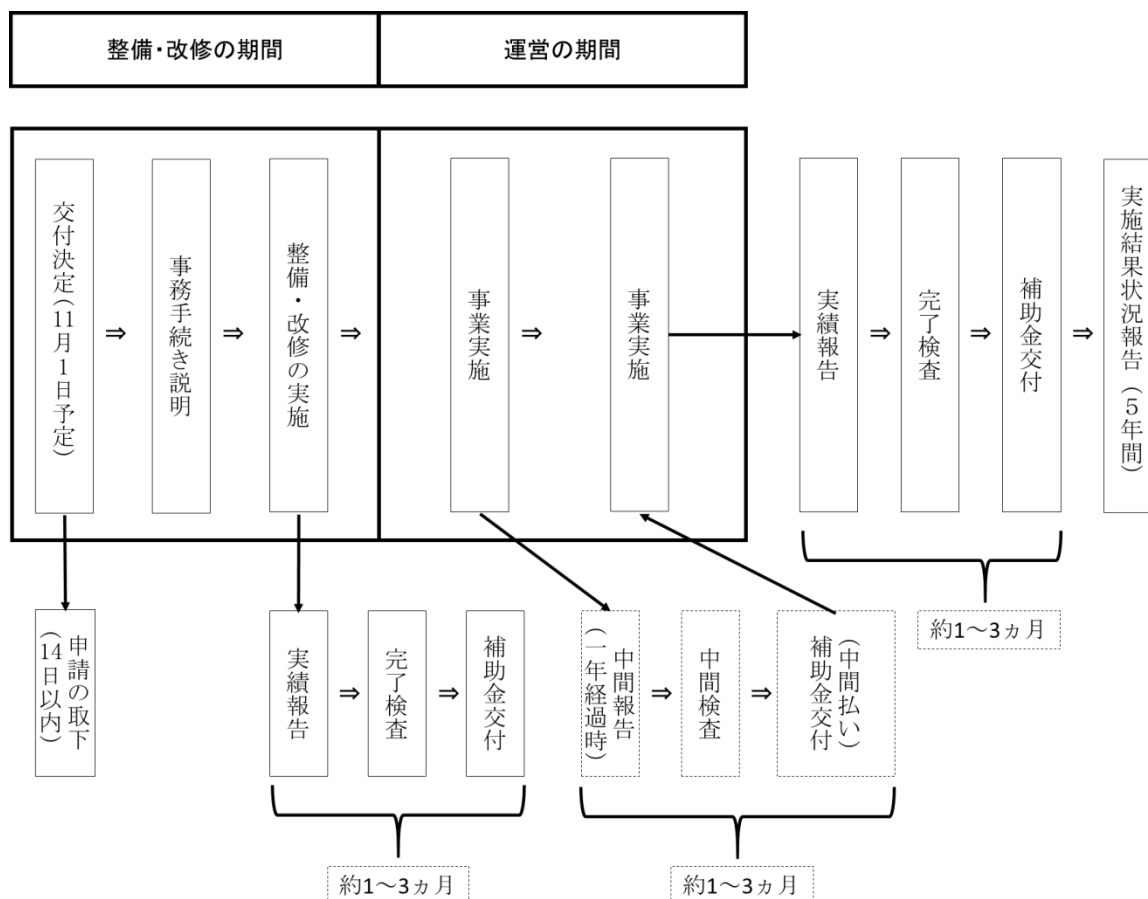 整備・改修の期間
運営の期間
交付決定(11月1日予定)
⇒
事務手続き説明
⇒
整備・改修の実施
⇒
事業実施
⇒
事業実施
実績報告
⇒
完了検査
⇒
補助金交付
⇒
実施結果状況報告(5年間)
約1~3ヵ月
申請の取下
(14日以内)
実績報告
⇒
完了検査
⇒
補助金交付
約1~3ヵ月
中間報告
(一年経過時)
⇒
中間検査
⇒
(中間払い)
補助金交付
約1~3ヵ月